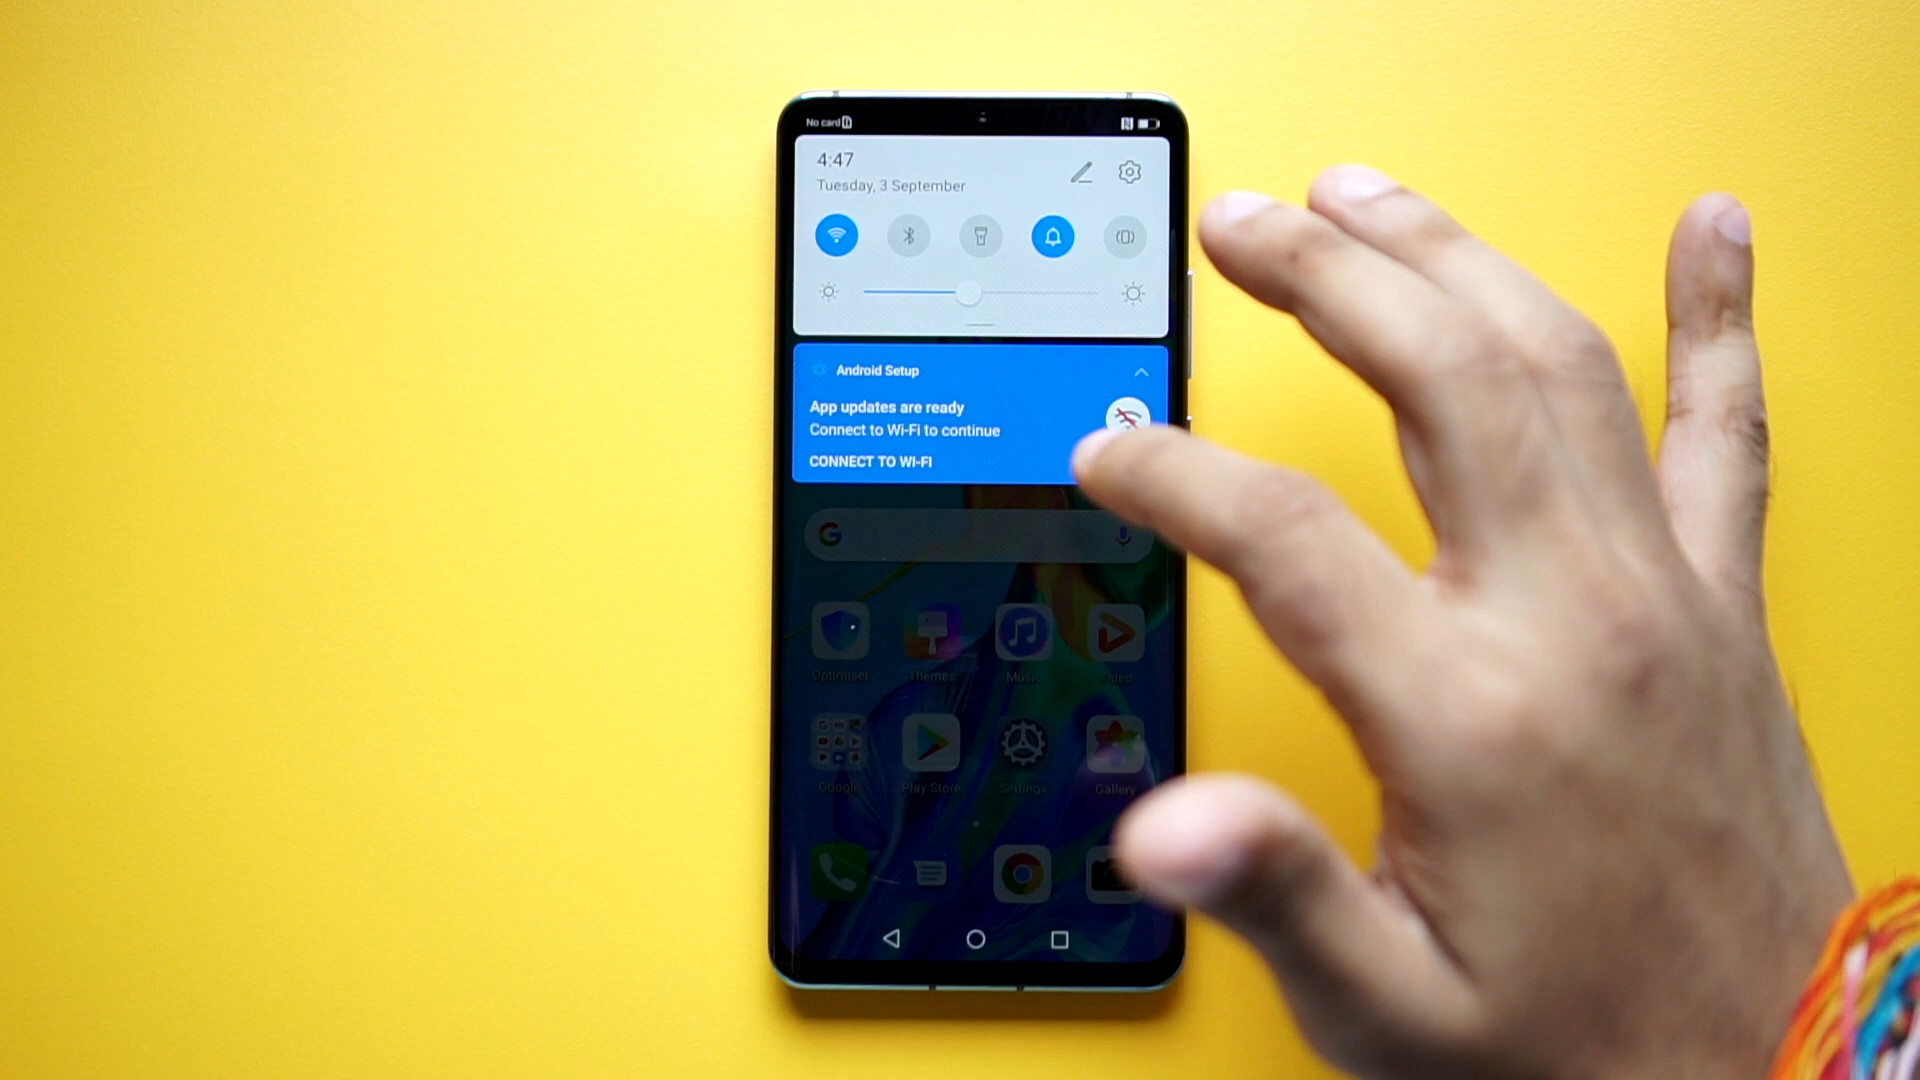 No card
4:47
Tuesday, 3 September
Android Setup
App updates are ready
Connect to Wi-Fi to continue
CONNECT TO WI-FI
G
Optimiser Themes Music Video
Google Play Store Settings Gallery